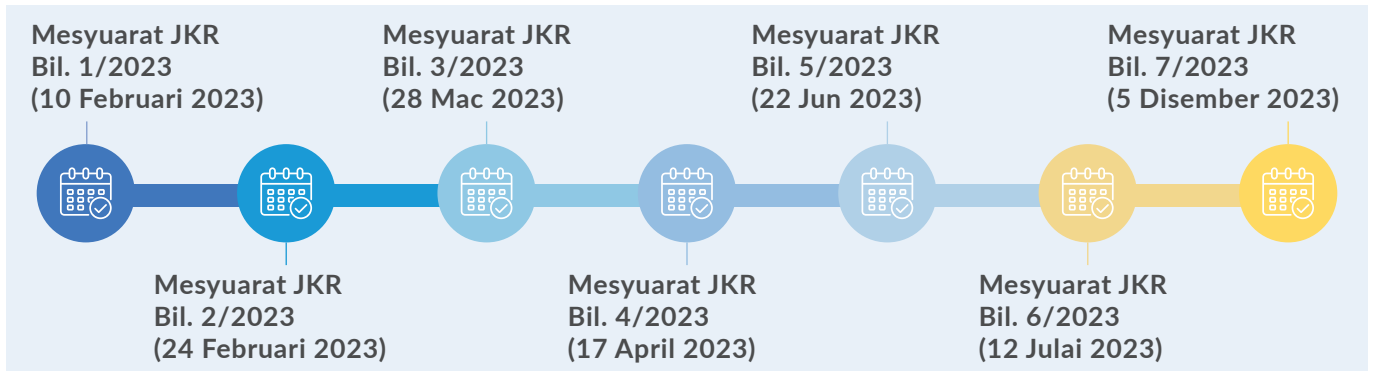 Mesyuarat JKR
Bil. 1/2023
(10 Februari 2023)
Mesyuarat JKR
Bil. 2/2023
(24 Februari 2023)
Mesyuarat JKR
Bil. 3/2023
(28 Mac 2023)
Mesyuarat JKR
Bil. 4/2023
(17 April 2023)
Mesyuarat JKR
Bil. 5/2023
(22 Jun 2023)
Mesyuarat JKR
Bil. 6/2023
(12 Julai 2023)
Mesyuarat JKR
Bil. 7/2023
(5 Disember 2023)